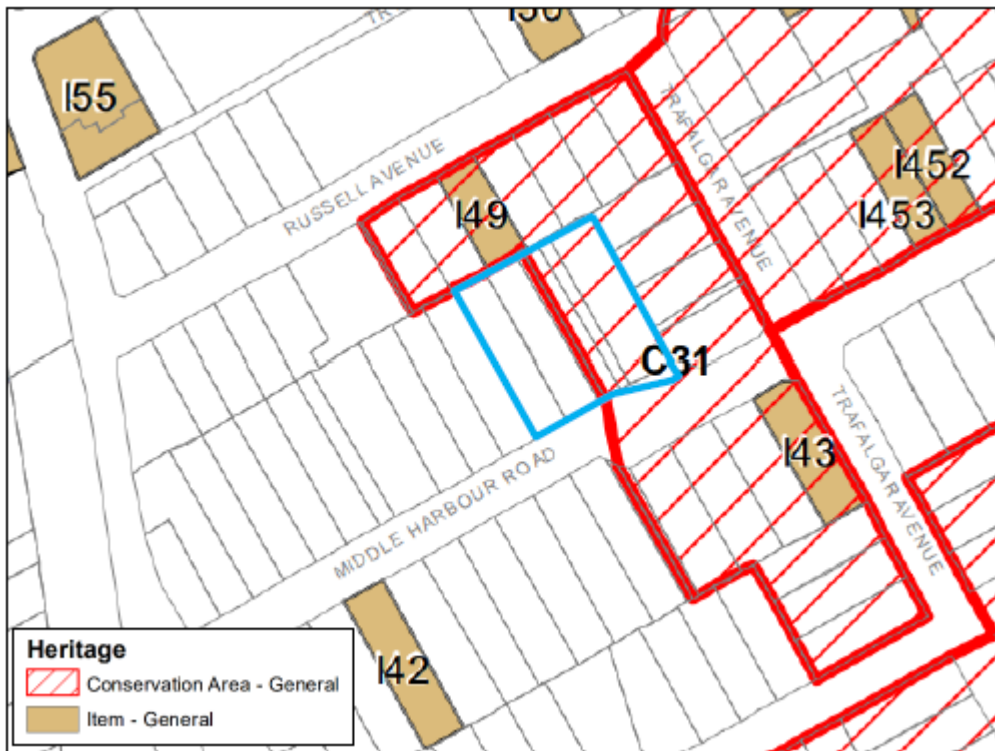 TR
I55
RUSSELL AVENUE
TRAFALGAR AVENUE
I452
I453
I49
C31
TRAFALGAR AVENUE
I43
MIDDLE HARBOUR ROAD
I42
Heritage
Conservation Area - General
Item - General